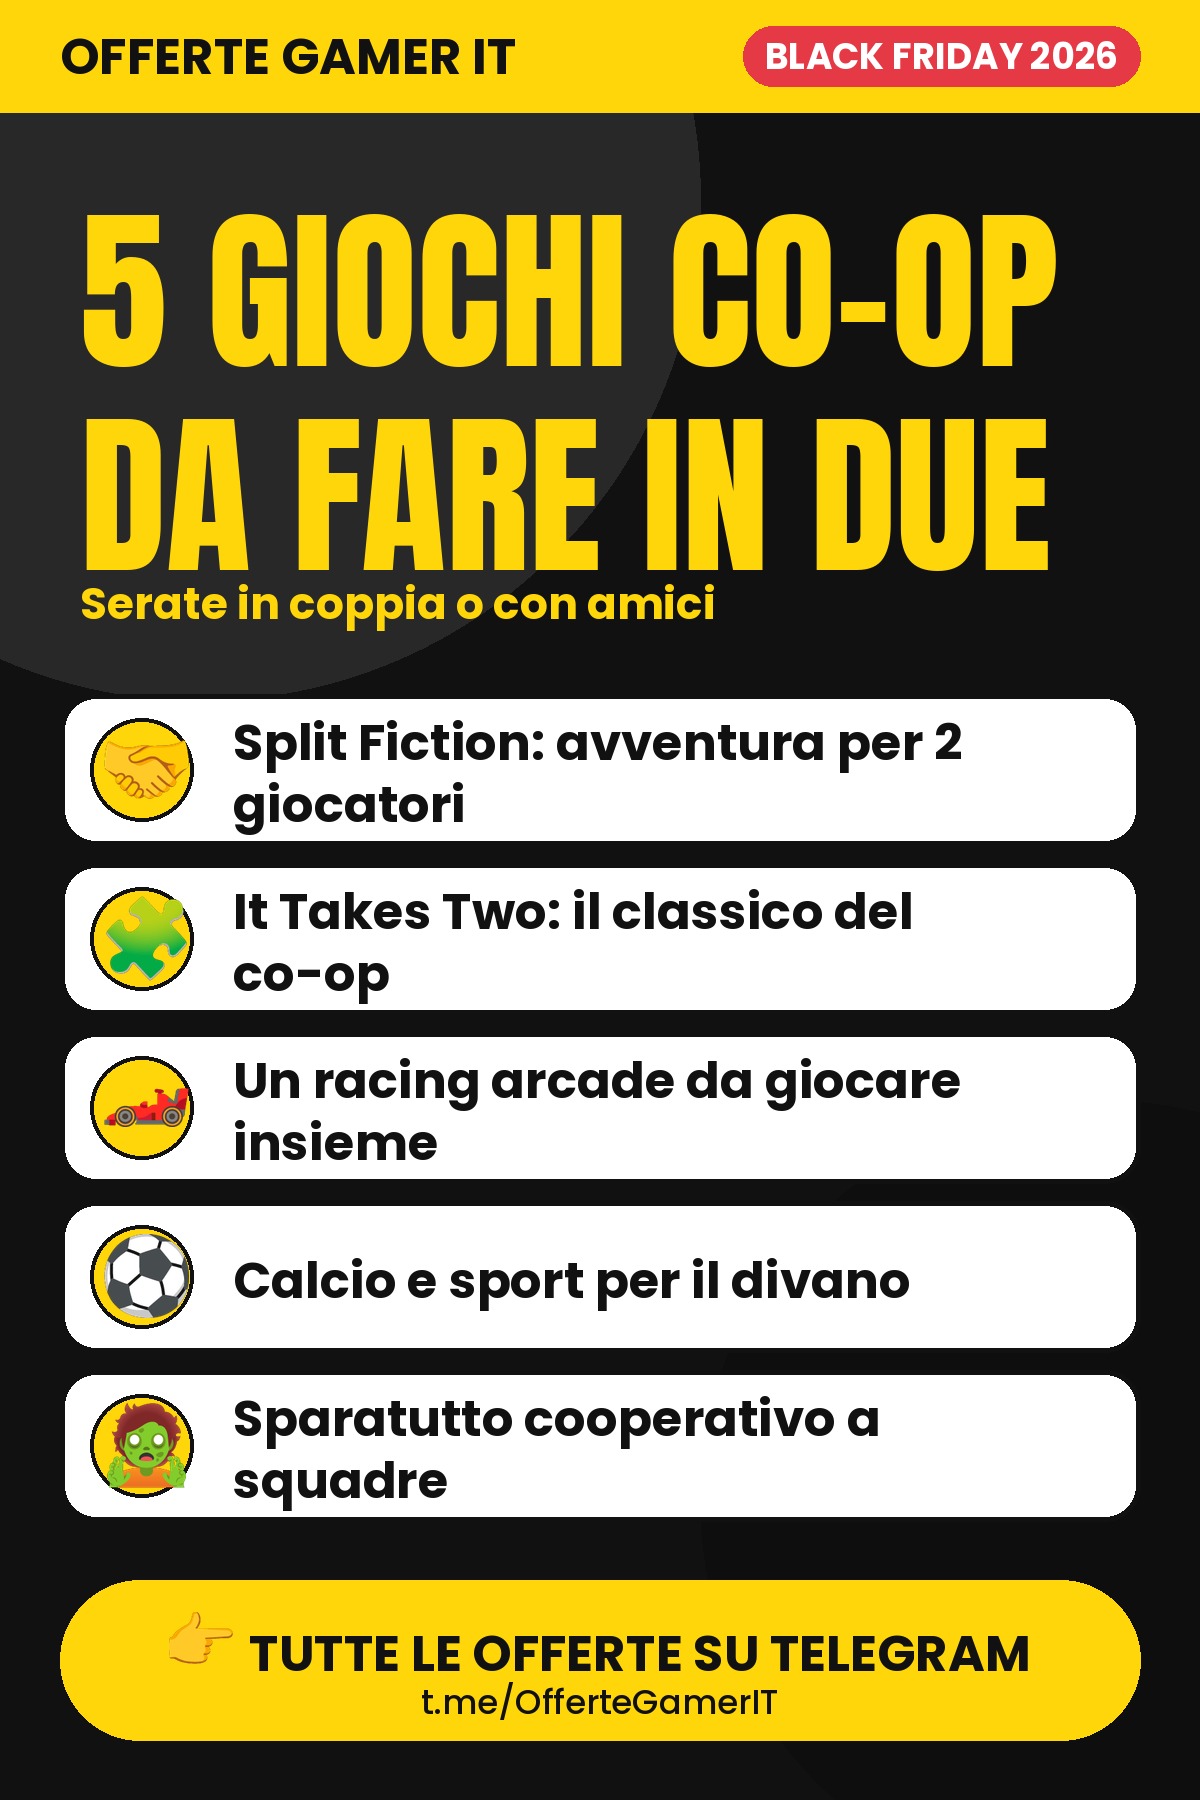 OFFERTE GAMER IT
BLACK FRIDAY 2026
5 GIOCHI CO-OP
DA FARE IN DUE
Serate in coppia o con amici
Split Fiction: avventura per 2
giocatori
It Takes Two: il classico del
co-op
Un racing arcade da giocare
insieme
Calcio e sport per il divano
Sparatutto cooperativo a
squadre
👉 TUTTE LE OFFERTE SU TELEGRAM
t.me/OfferteGamerIT